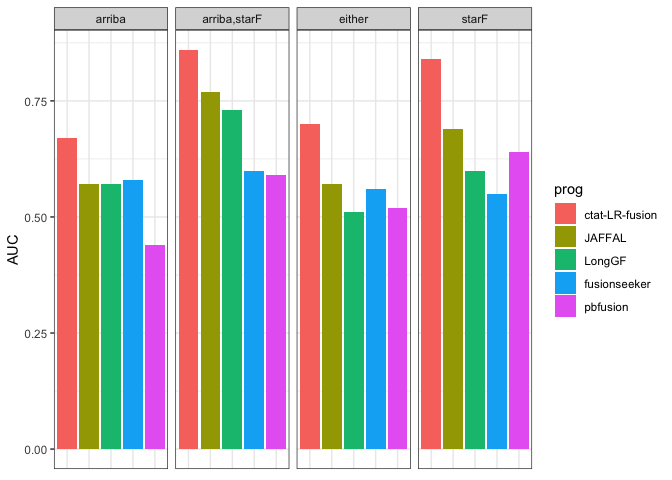 arriba
arriba,starF
either
starF
AUC
0.75
0.50
0.25
0.00
prog
ctat-LR-fusion
JAFFAL
LongGF
fusionseeker
pbfusion